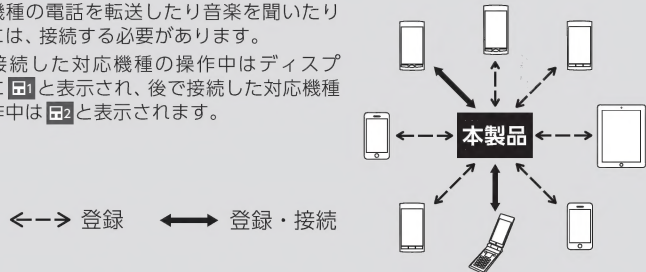 機種の電話を転送したり音楽を聞いたり
には、接続する必要があります。
接続した対応機種の操作中はディスプ
に 1 と表示され、後で接続した対応機種
作中は 2 と表示されます。
本製品
登録
登録・接続